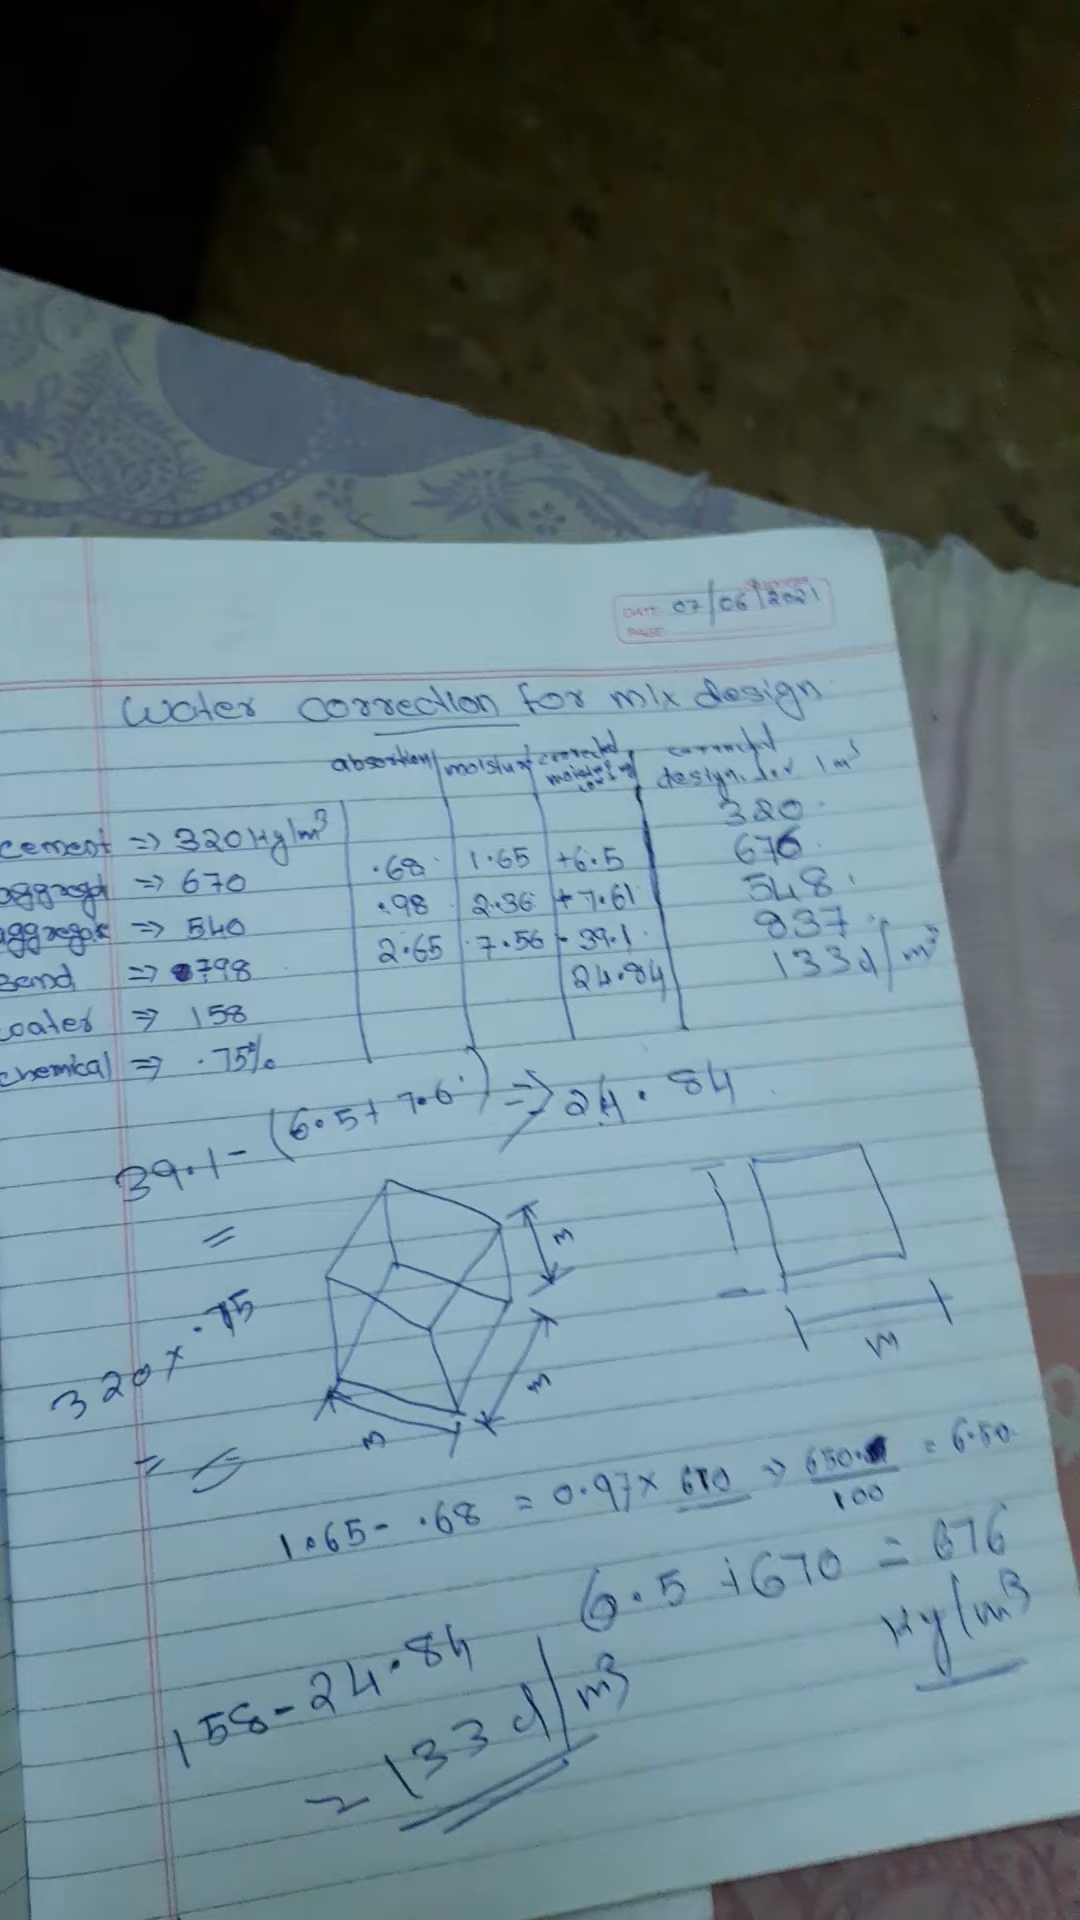 DATE 07/06/2021
PAGE
Water correction for mix design
absortion moisture corrected corrected
design for 1m³
cement => 320 Kg/m³ 320
aggregat => 670 .68 1.65 +6.5 676
aggregate => 540 .98 2.36 +7.61 548
sand => 798 2.65 7.56 - 39.1 837
water => 158 24.84 133 l/m³
chemical => .75%
39.1 - (6.5 + 7.6) => 24.84
=
m
m
m
m
320 x .75
=
1.65 - .68 = 0.97 x 670 => 650 / 100 = 6.50
6.5 + 670 = 676
Kg/m³
158 - 24.84
= 133 l/m³